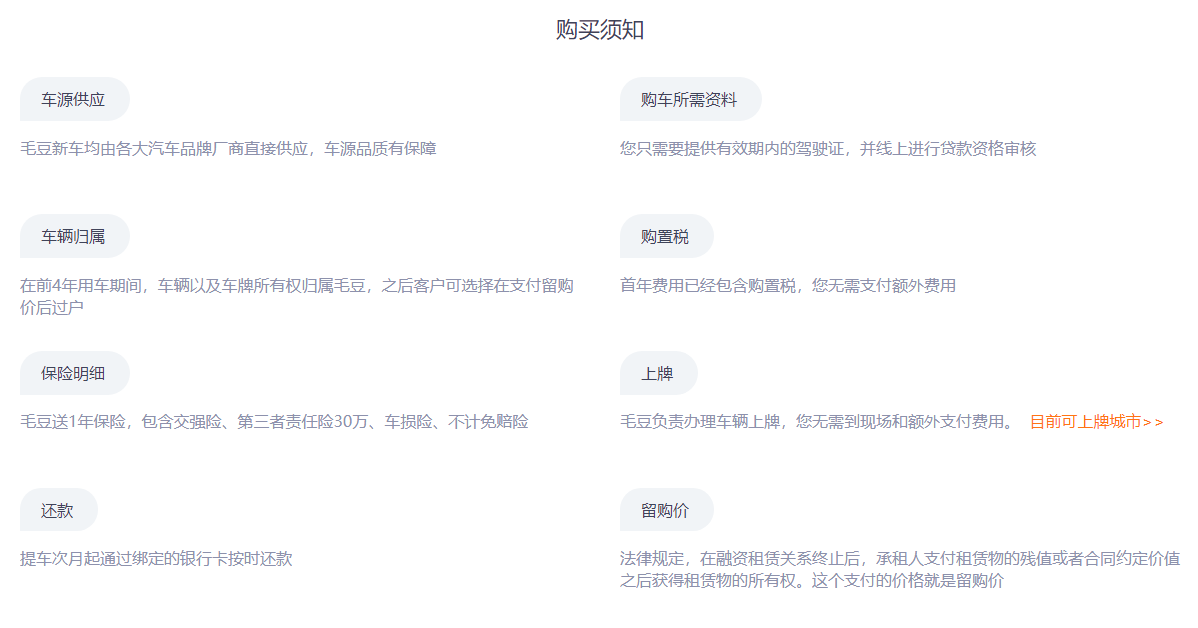 购买须知
车源供应
毛豆新车均由各大汽车品牌厂商直接供应，车源品质有保障
购车所需资料
您只需要提供有效期内的驾驶证，并线上进行贷款资格审核
车辆归属
在前4年用车期间，车辆以及车牌所有权归属毛豆，之后客户可选择在支付留购
价后过户
购置税
首年费用已经包含购置税，您无需支付额外费用
保险明细
毛豆送1年保险，包含交强险、第三者责任险30万、车损险、不计免赔险
上牌
毛豆负责办理车辆上牌，您无需到现场和额外支付费用。 目前可上牌城市>>
还款
提车次月起通过绑定的银行卡按时还款
留购价
法律规定，在融资租赁关系终止后，承租人支付租赁物的残值或者合同约定价值
之后获得租赁物的所有权。这个支付的价格就是留购价